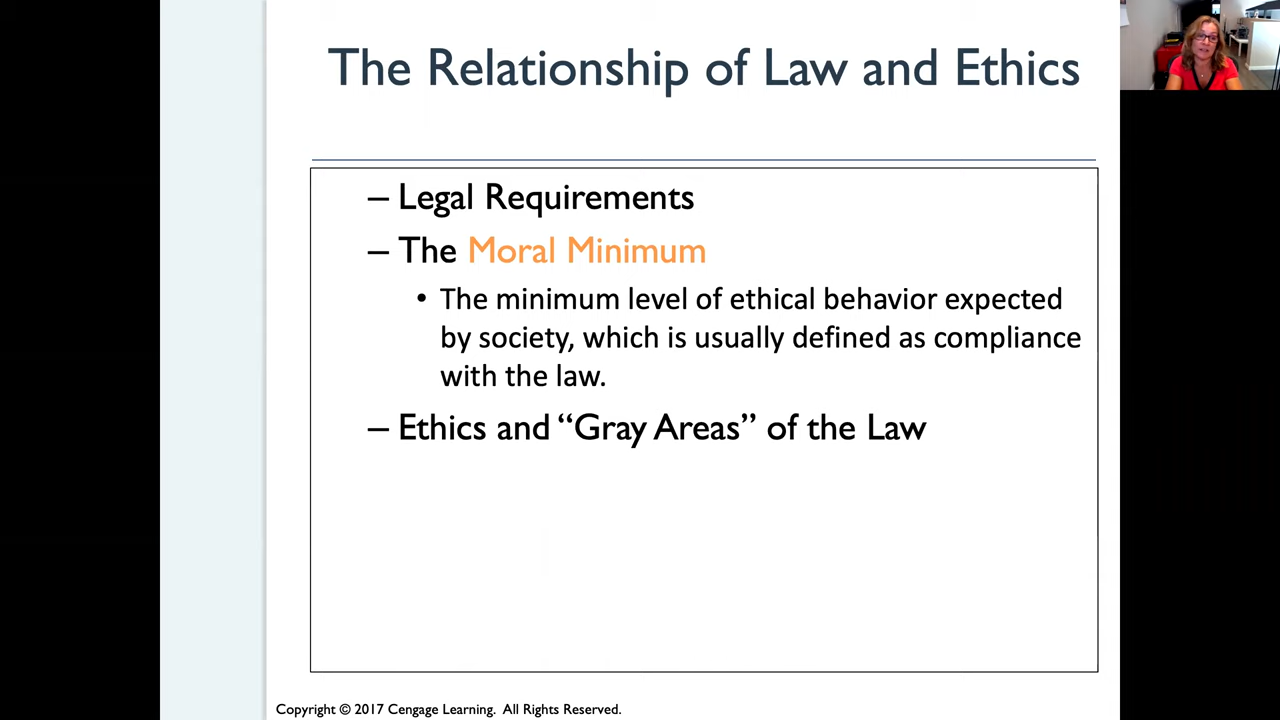 The Relationship of Law and Ethics
– Legal Requirements
– The Moral Minimum
• The minimum level of ethical behavior expected
by society, which is usually defined as compliance
with the law.
– Ethics and “Gray Areas” of the Law
Copyright © 2017 Cengage Learning. All Rights Reserved.